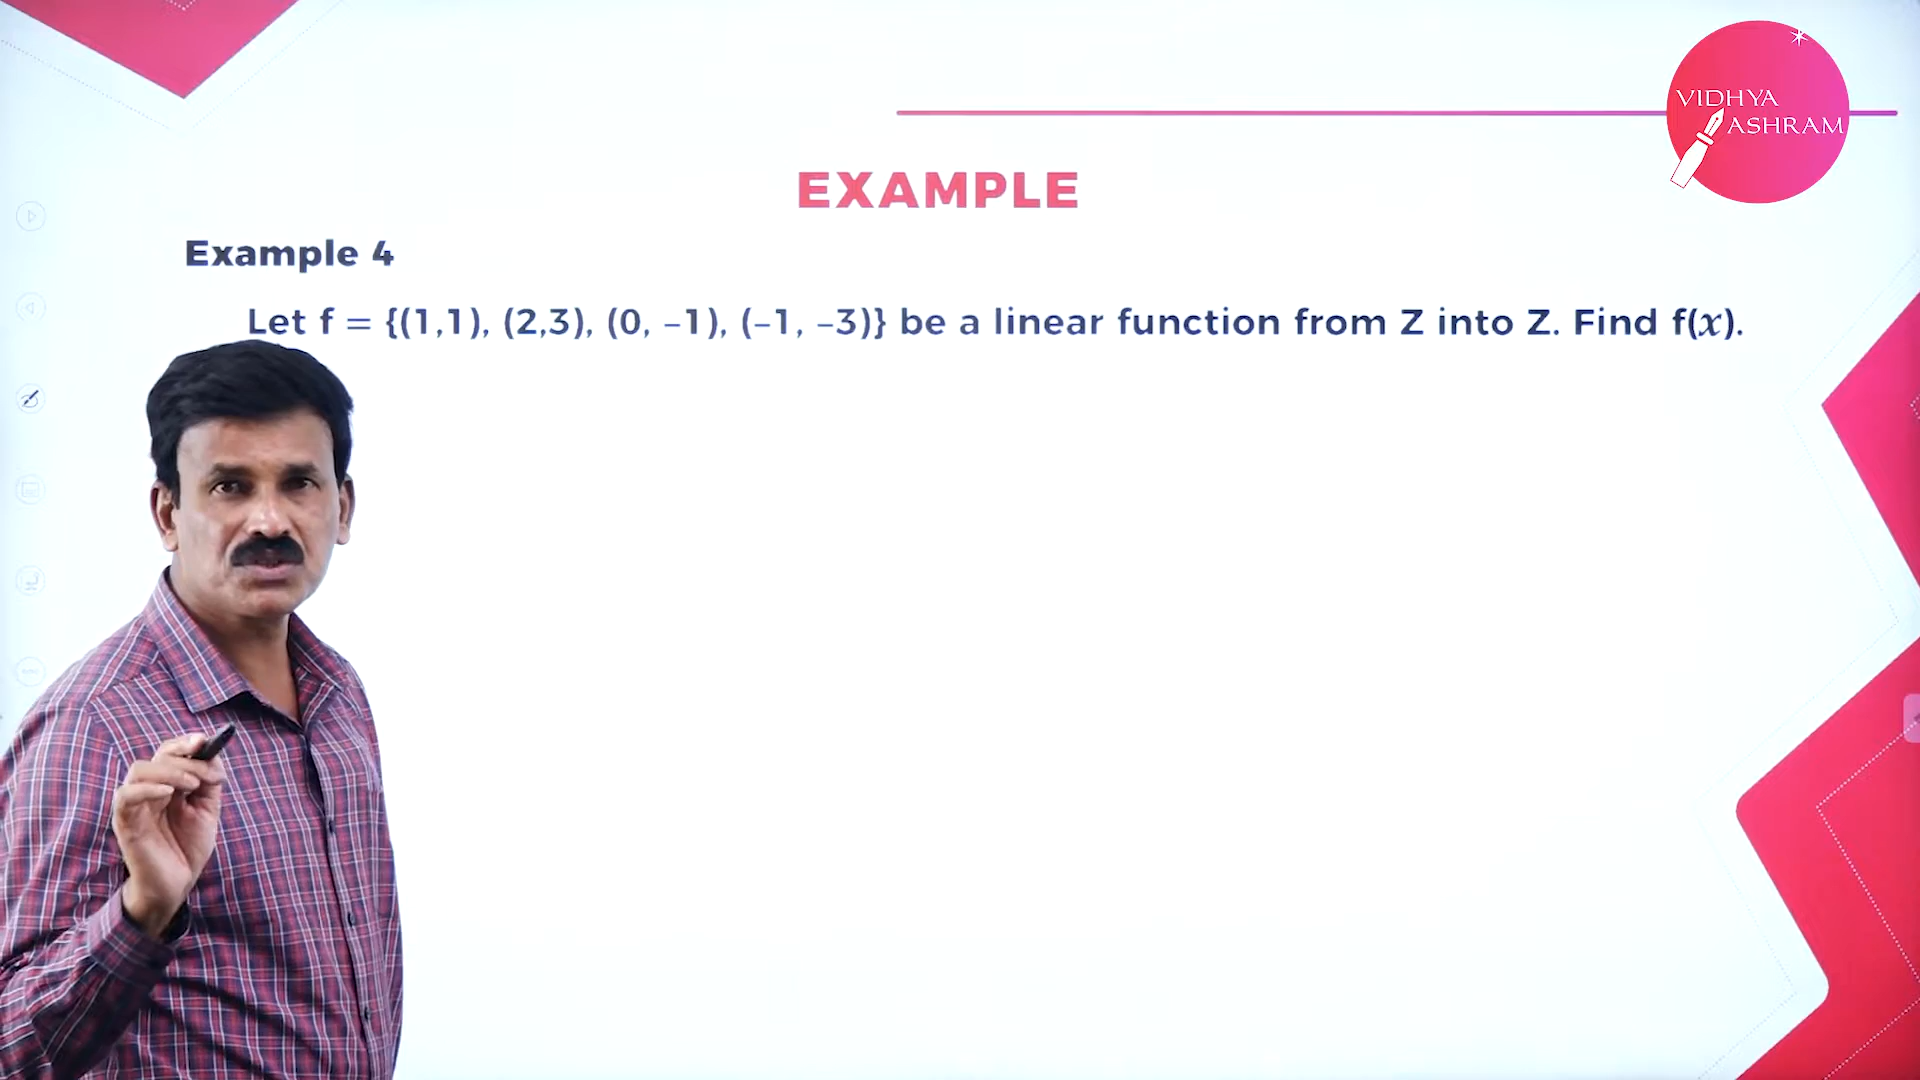 VIDHYA
ASHRAM
EXAMPLE
Example 4
Let f = {(1,1), (2,3), (0, –1), (–1, –3)} be a linear function from Z into Z. Find f(x).